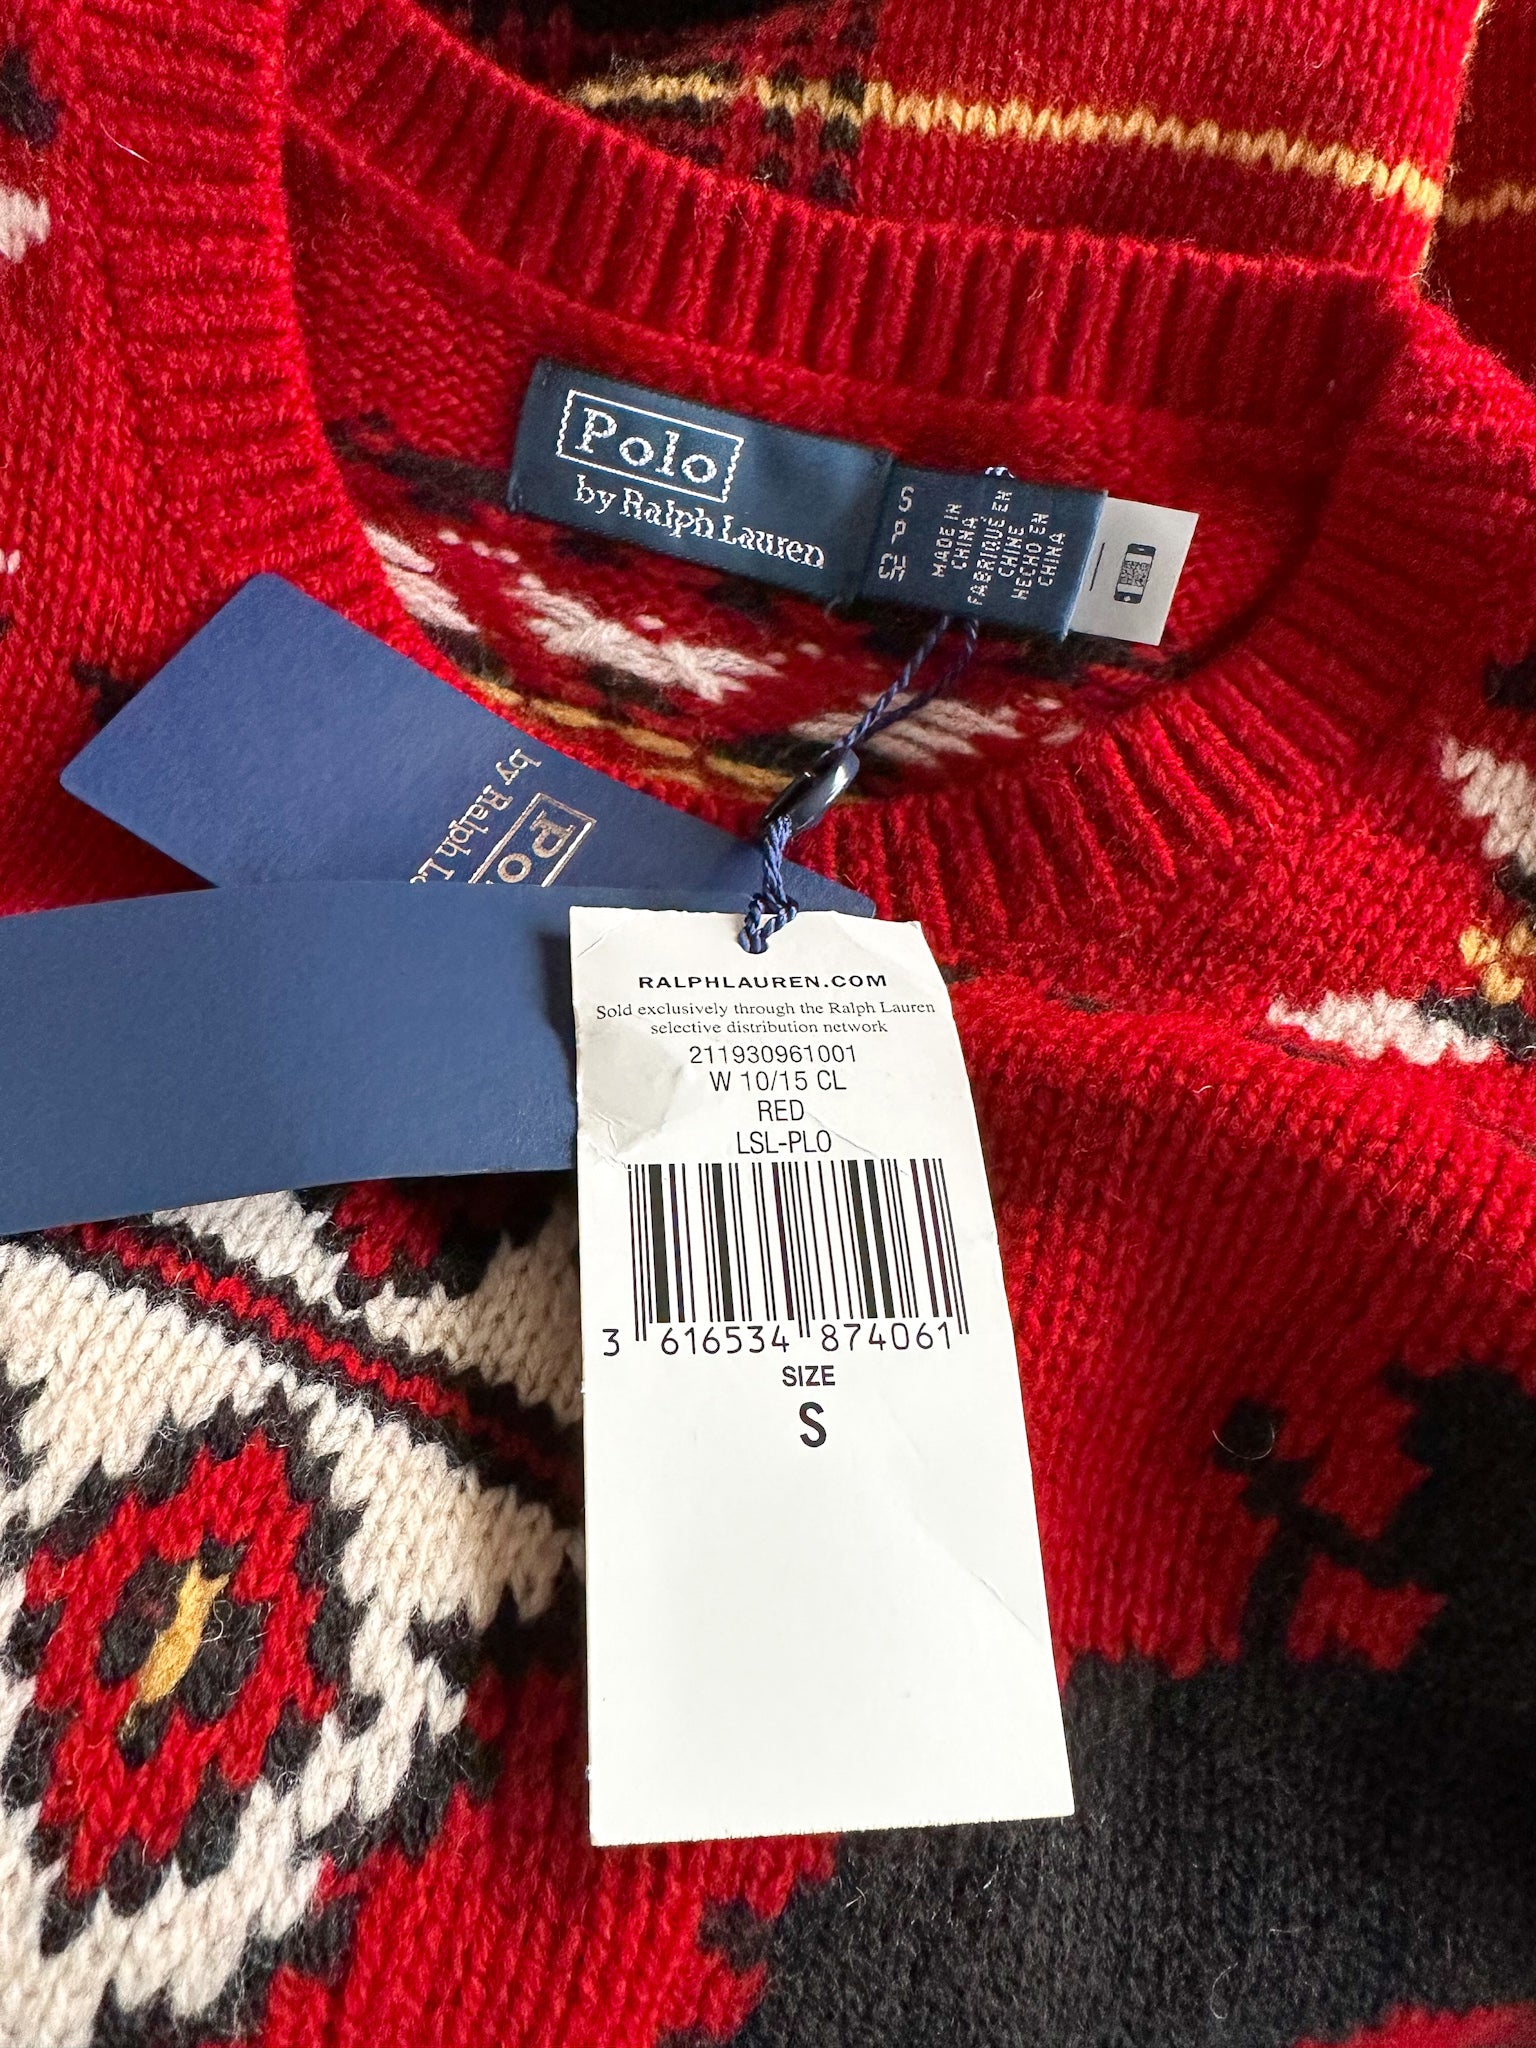 Polo
by Ralph Lauren
S
P
CH
MADE IN
CHINA
FABRIQUÉ EN
CHINE
HECHO EN
CHINA
by Ralph
RALPHLAUREN.COM
Sold exclusively through the Ralph Lauren
selective distribution network
211930961001
W 10/15 CL
RED
LSL-PLO
3 616534 874061
SIZE
S